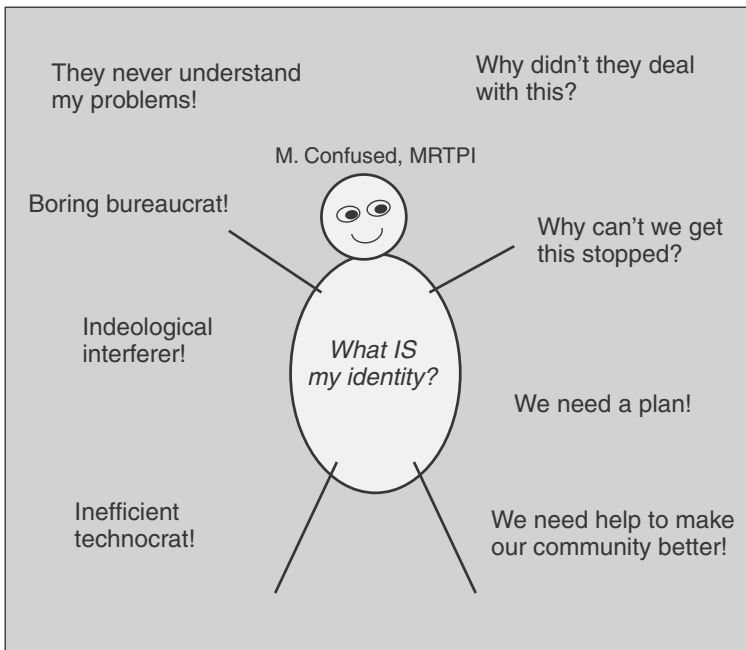 They never understand
my problems!
Why didn't they deal
with this?
M. Confused, MRTPI
Boring bureaucrat!
Why can't we get
this stopped?
Indeological
interferer!
What IS
my identity?
We need a plan!
Inefficient
technocrat!
We need help to make
our community better!